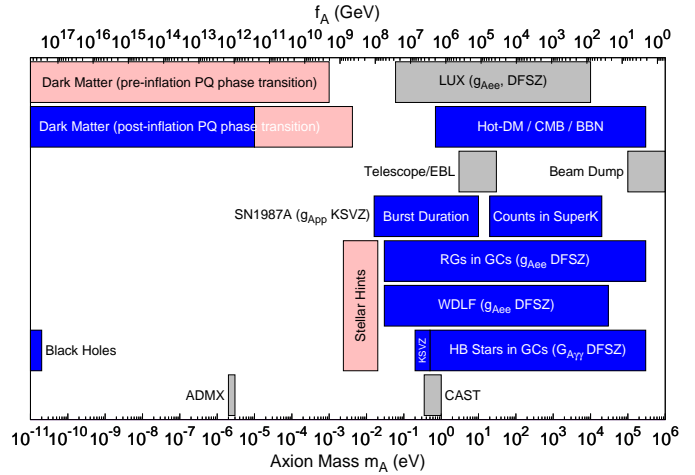 f_A (GeV)
10^17 10^16 10^15 10^14 10^13 10^12 10^11 10^10 10^9 10^8 10^7 10^6 10^5 10^4 10^3 10^2 10^1 10^0
Dark Matter (pre-inflation PQ phase transition)
LUX (g_Aee, DFSZ)
Dark Matter (post-inflation PQ phase transition)
Hot-DM / CMB / BBN
Telescope/EBL
Beam Dump
SN1987A (g_App KSVZ)
Burst Duration
Counts in SuperK
Stellar Hints
RGs in GCs (g_Aee DFSZ)
WDLF (g_Aee DFSZ)
Black Holes
KSVZ
HB Stars in GCs (G_Aγγ DFSZ)
ADMX
CAST
10^-11 10^-10 10^-9 10^-8 10^-7 10^-6 10^-5 10^-4 10^-3 10^-2 10^-1 10^0 10^1 10^2 10^3 10^4 10^5 10^6
Axion Mass m_A (eV)